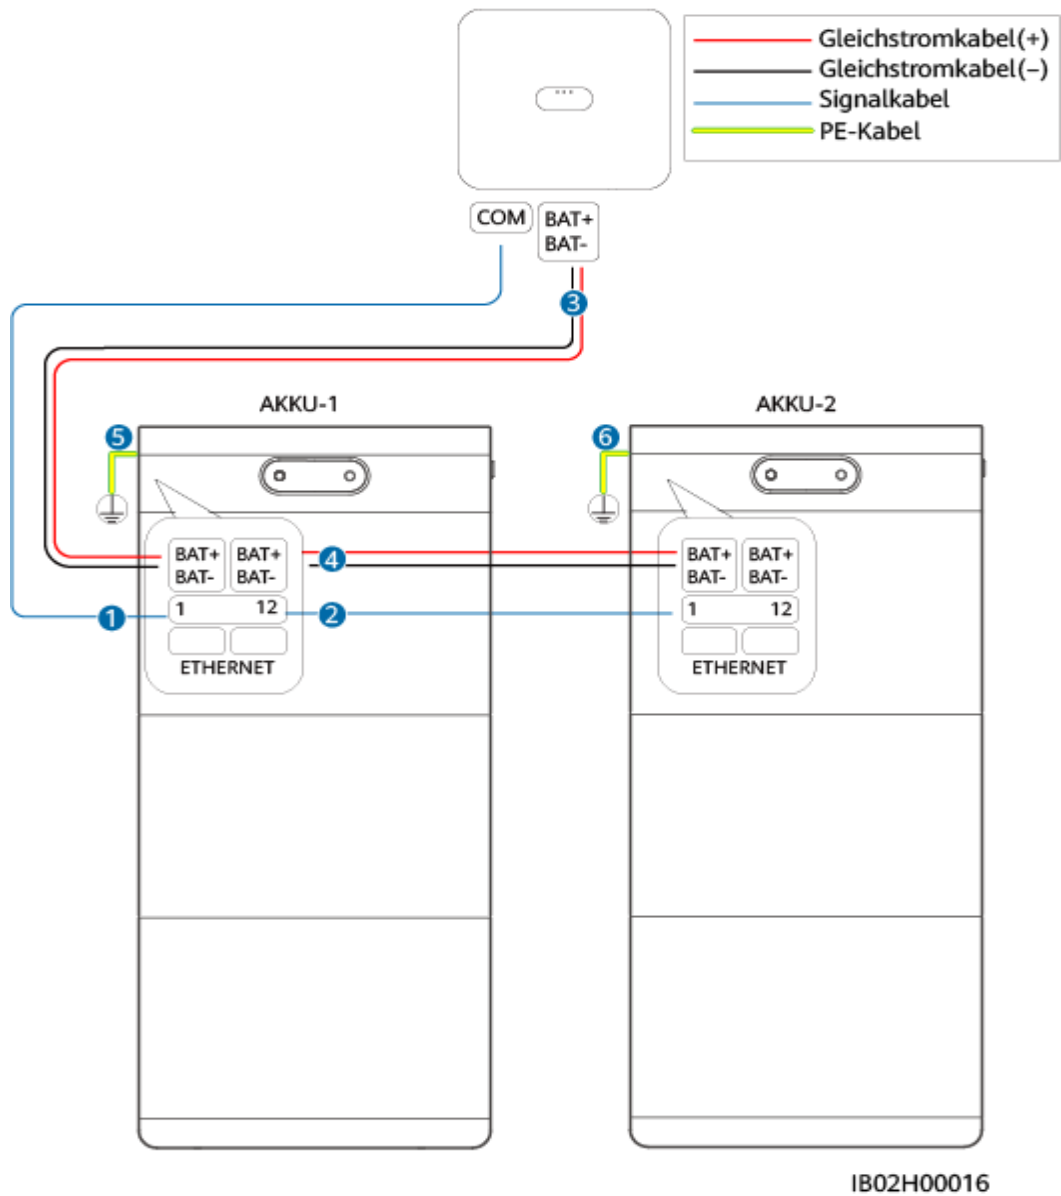 Gleichstromkabel(+)
Gleichstromkabel(−)
Signalkabel
PE-Kabel
COM
BAT+
BAT-
3
AKKU-1
AKKU-2
5
6
BAT+ BAT+
BAT- BAT-
4
BAT+ BAT+
BAT- BAT-
1
1 12
2
1 12
ETHERNET
ETHERNET
IB02H00016